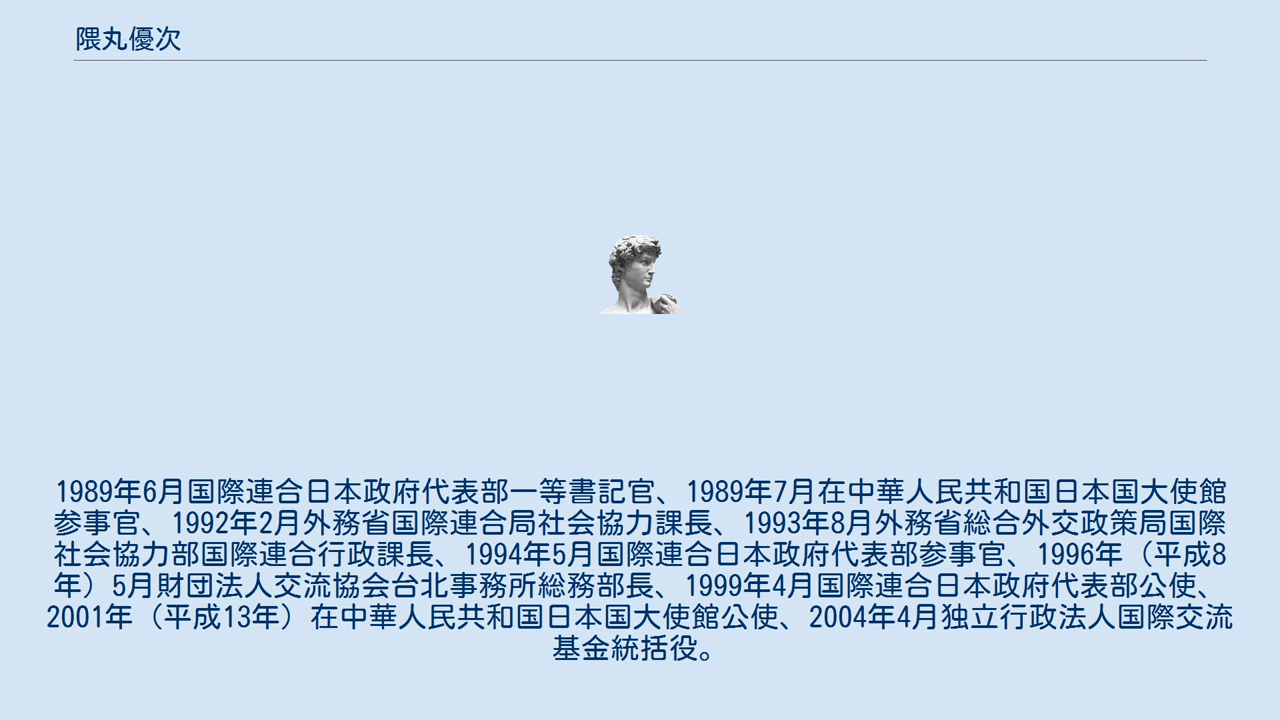 隈丸優次
1989年6月国際連合日本政府代表部一等書記官、1989年7月在中華人民共和国日本国大使館
参事官、1992年2月外務省国際連合局社会協力課長、1993年8月外務省総合外交政策局国際
社会協力部国際連合行政課長、1994年5月国際連合日本政府代表部参事官、1996年（平成8
年）5月財団法人交流協会台北事務所総務部長、1999年4月国際連合日本政府代表部公使、
2001年（平成13年）在中華人民共和国日本国大使館公使、2004年4月独立行政法人国際交流
基金統括役。